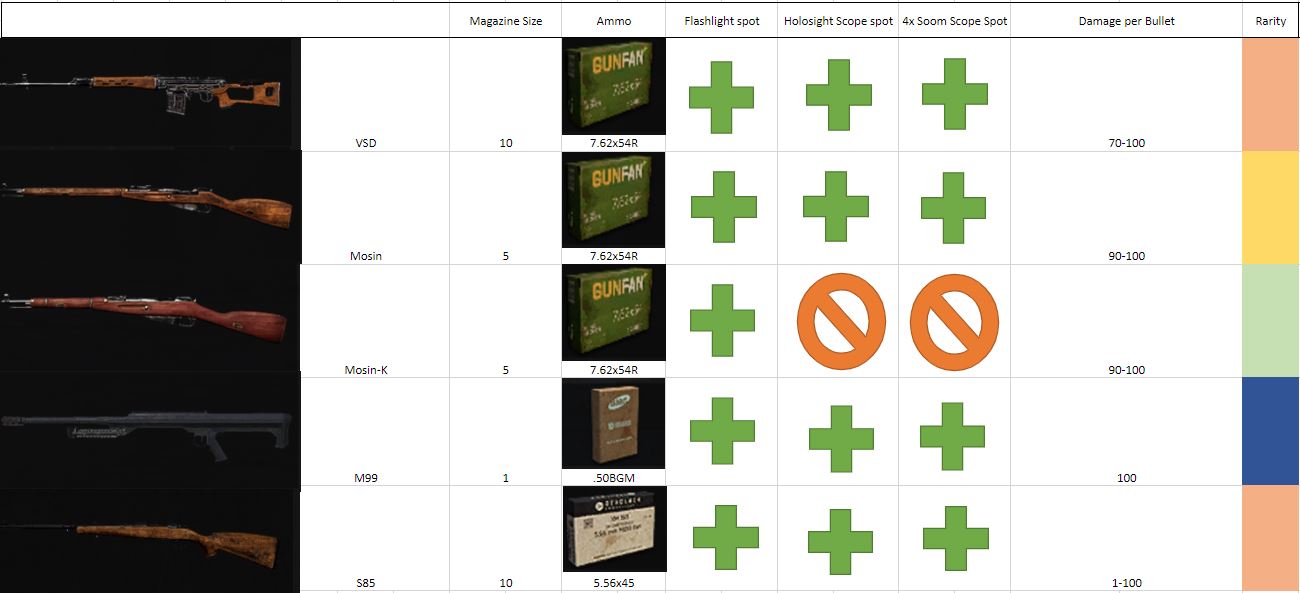 Magazine Size Ammo Flashlight spot Holosight Scope spot 4x Soom Scope Spot Damage per Bullet Rarity
GUNFAN
VSD 10 7.62x54R 70-100
GUNFAN
Mosin 5 7.62x54R 90-100
GUNFAN
Mosin-K 5 7.62x54R 90-100
M99 1 .50BGM 100
S85 10 5.56x45 1-100